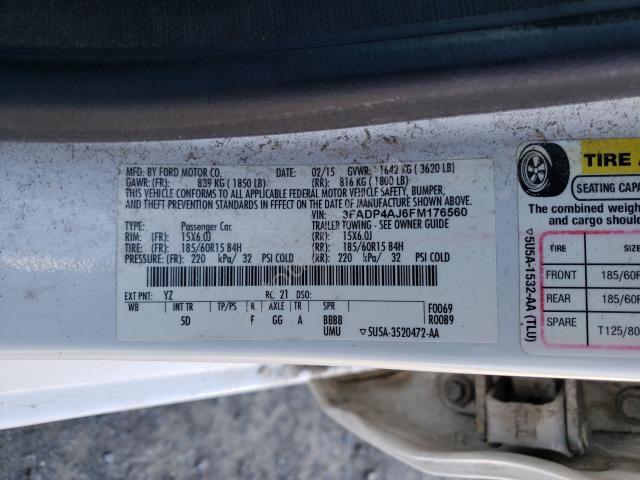 MFD. BY FORD MOTOR CO.
DATE: 02/15 GVWR: 1642 KG ( 3620 LB)
GAWR: (FR): 839 KG ( 1850 LB) (RR): 816 KG ( 1800 LB)
THIS VEHICLE CONFORMS TO ALL APPLICABLE FEDERAL MOTOR VEHICLE SAFETY, BUMPER,
AND THEFT PREVENTION STANDARDS IN EFFECT ON THE DATE OF MANUFACTURE SHOWN ABOVE.
VIN: 3FADP4AJ6FM176560
TYPE: Passenger Car. TRAILER TOWING - SEE OWNER GUIDE
RIM: (FR): 15X6.0J (RR): 15X6.0J
TIRE: (FR): 185/60R15 84H (RR): 185/60R15 84H
PRESSURE: (FR): 220 kPa/ 32 PSI COLD (RR): 220 kPa/ 32 PSI COLD
EXT PNT: YZ RC: 21 DSO:
WB INT TR TP/PS R AXLE TR SPR F0069
5D F GG A BBBB R0089
UMU 5U5A-3520472-AA
5U5A-1532-AA (TLU)
TIRE
SEATING CAPACITY
The combined weight
and cargo should
TIRE SIZE
FRONT 185/60R
REAR 185/60R
SPARE T125/80